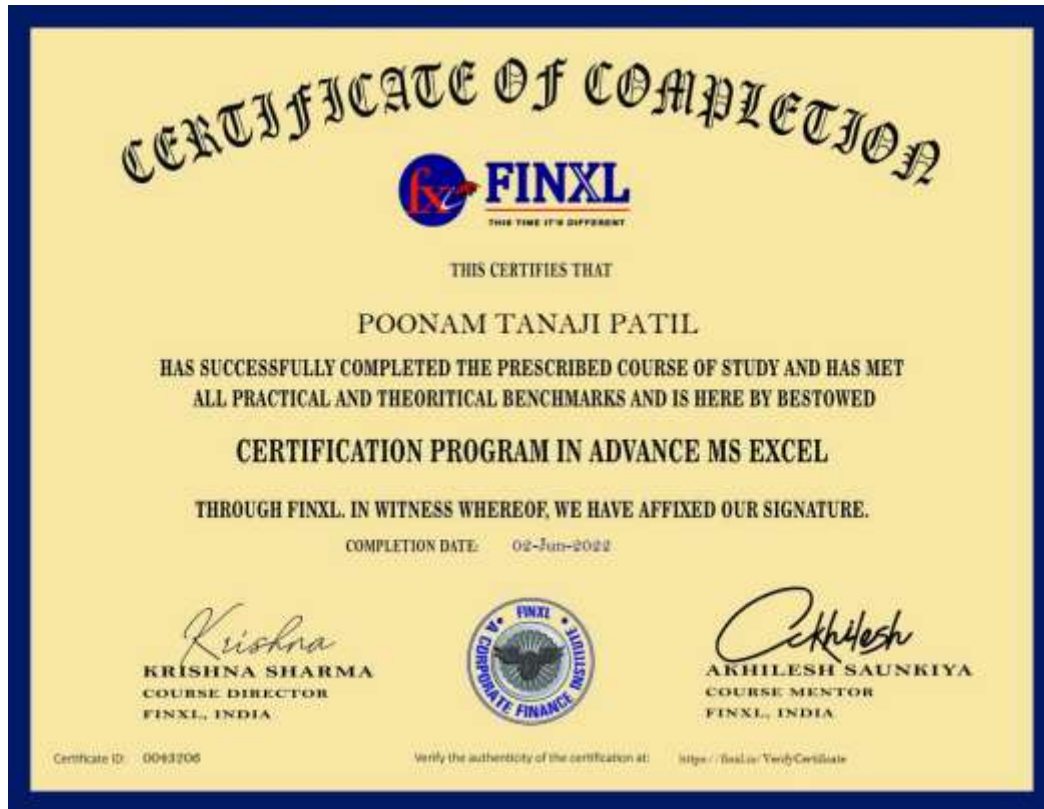 CERTIFICATE OF COMPLETION
fxi FINXL
THIS TIME IT'S DIFFERENT
THIS CERTIFIES THAT
POONAM TANAJI PATIL
HAS SUCCESSFULLY COMPLETED THE PRESCRIBED COURSE OF STUDY AND HAS MET
ALL PRACTICAL AND THEORITICAL BENCHMARKS AND IS HERE BY BESTOWED
CERTIFICATION PROGRAM IN ADVANCE MS EXCEL
THROUGH FINXL. IN WITNESS WHEREOF, WE HAVE AFFIXED OUR SIGNATURE.
COMPLETION DATE: 02-Jun-2022
Krishna
KRISHNA SHARMA
COURSE DIRECTOR
FINXL, INDIA
FINXL
A CORPORATE FINANCE INSTITUTE
Akhilesh
AKHILESH SAUNKIYA
COURSE MENTOR
FINXL, INDIA
Certificate ID: 0043206
Verify the authenticity of the certification at: